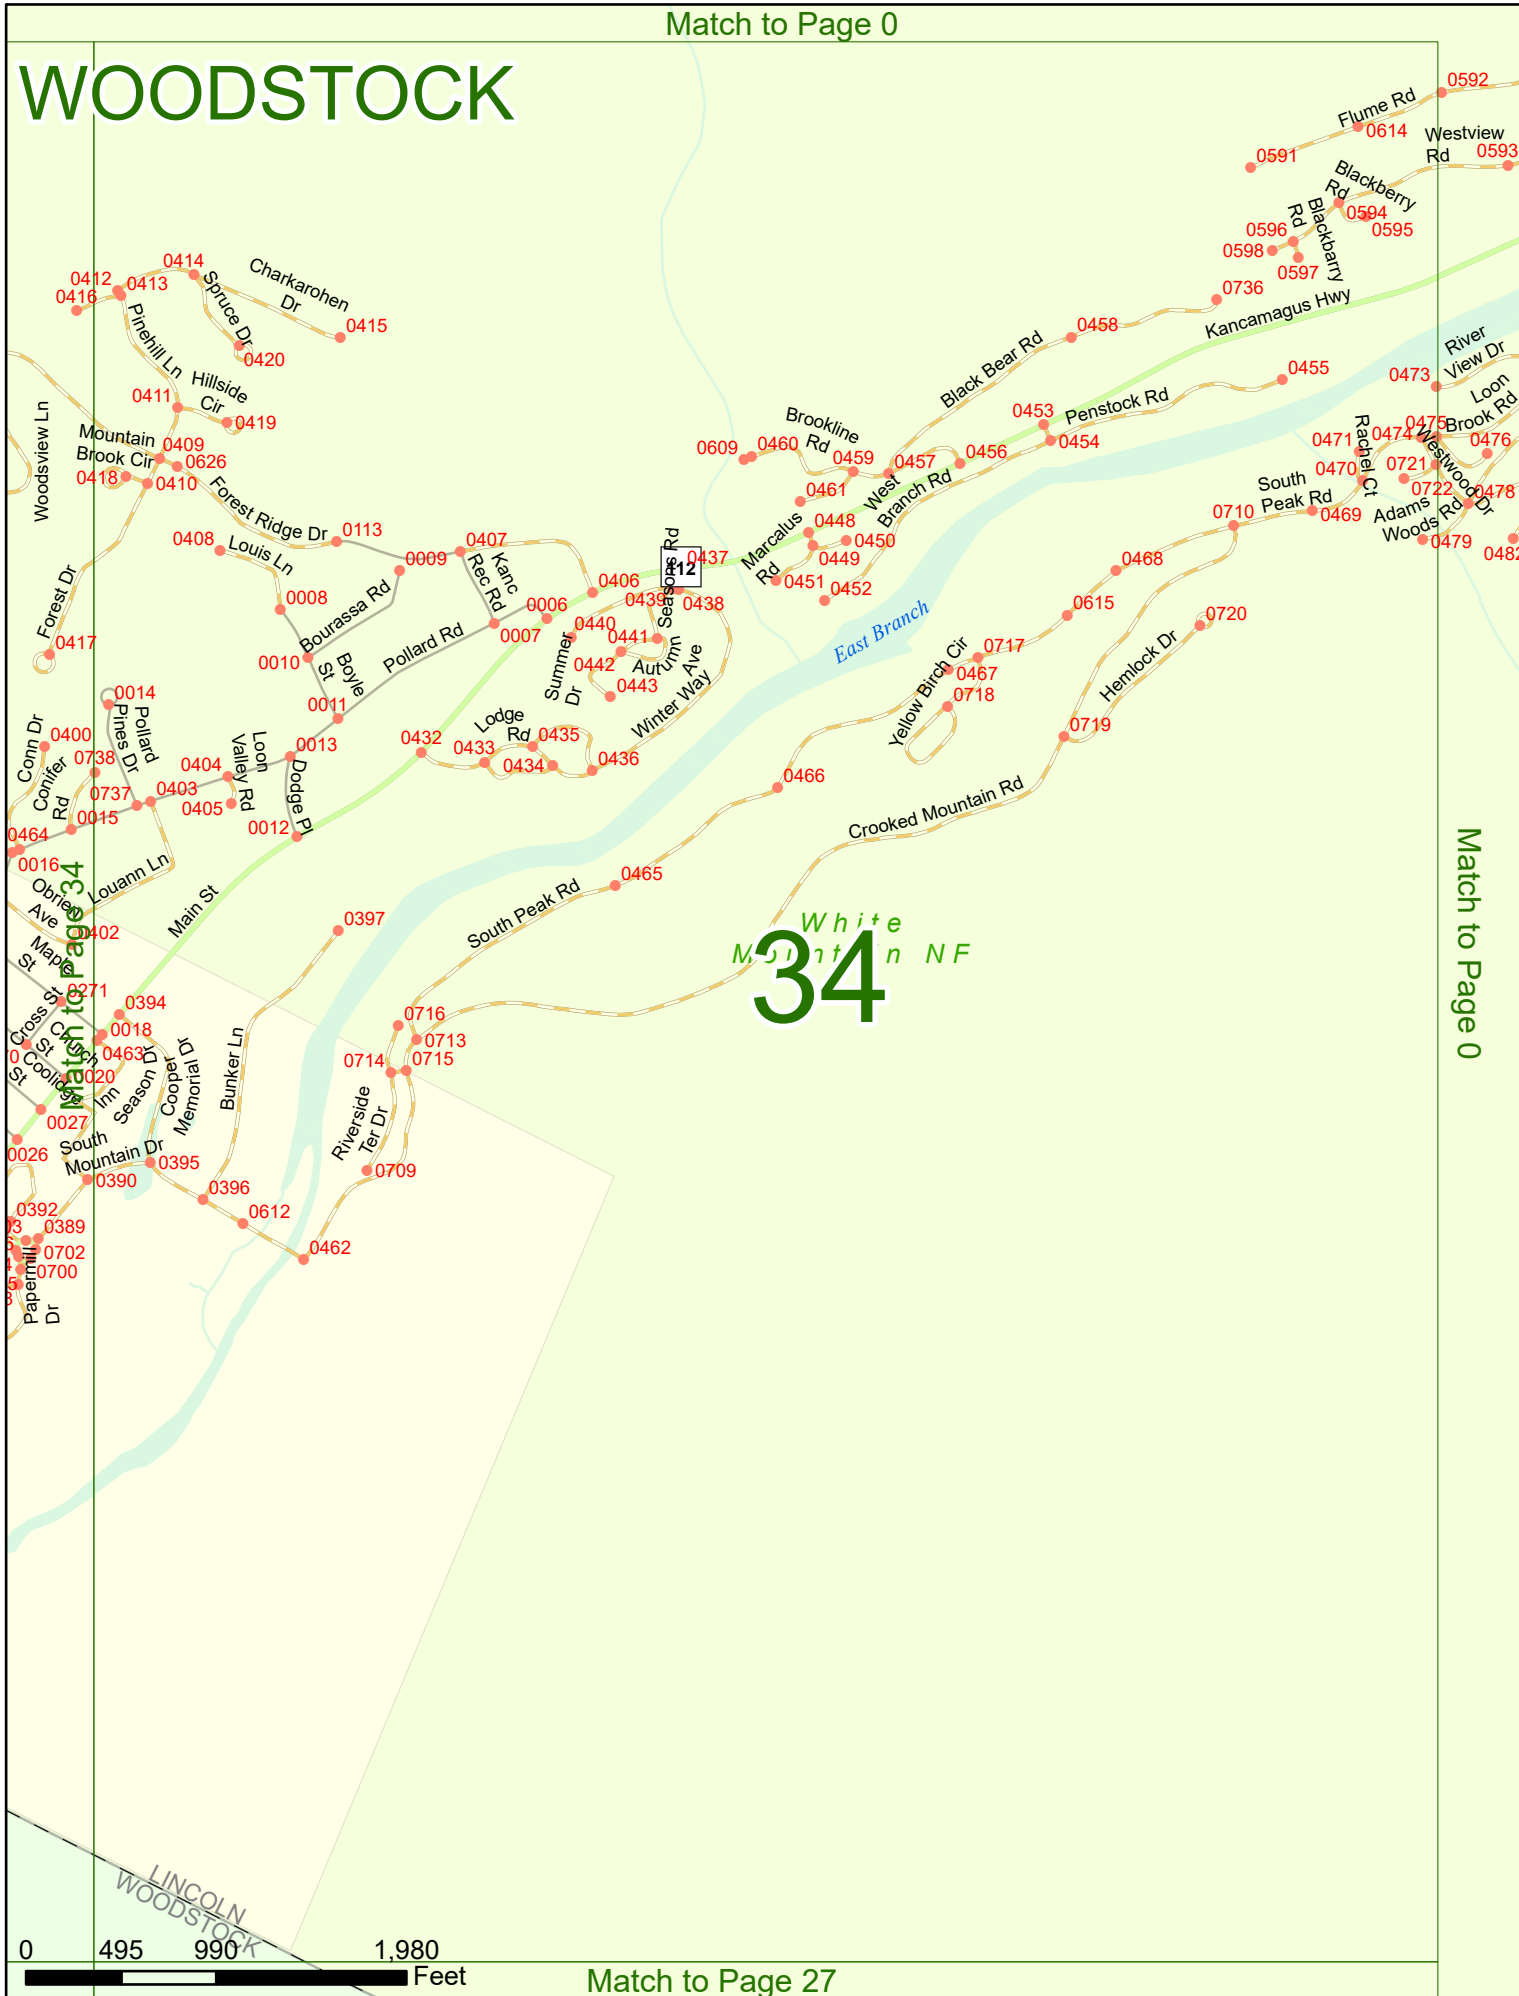 Match to Page 0
WOODSTOCK
0592
Flume Rd
0614
Westview
Rd
0593
0591
Blackberry
Rd
0594
0595
0596
Blackbarry
Rd
0598
0597
0736
Kancamagus Hwy
0414
Charkarohen
Dr
0412
0413
0416
Spruce Dr
0415
0420
Pinehill Ln
Hillside
Cir
0411
0419
0458
Black Bear Rd
0455
River
View Dr
0473
Loon
Brook Rd
0475
0474
0476
Westwood Dr
0471
Rachel Ct
0470
0721
0722
0478
Adams
Woods Rd
0479
0482
Penstock Rd
0453
0454
Woodsview Ln
Mountain
Brook Cir
0409
0626
0418
0410
Brookline
Rd
0609
0460
0459
0457
0456
0461
West
Branch Rd
South
Peak Rd
0469
0710
Forest Ridge Dr
0113
0408
Louis Ln
0009
0407
Kanc
Rec Rd
Seasons Rd
0437
112
Marcalus
Rd
0448
0449
0450
0451
0452
0468
0008
Bourassa Rd
0406
0439
0438
0615
0720
Forest Dr
0417
0010
Boyle
St
Pollard Rd
0007
0006
0440
0441
Autumn
Ave
0442
Summer
Dr
0443
Winter Way
East Branch
0717
0467
Yellow Birch Cir
0718
Hemlock Dr
0014
Pollard
Pines Dr
0011
Conn Dr
0400
Loon
Valley Rd
0013
0432
Lodge
Rd
0435
0433
0434
0436
0719
Conifer
Rd
0738
0404
0405
Dodge Pl
0737
0403
0015
0012
0466
Crooked Mountain Rd
0464
0016
Louann Ln
0465
Obrien
Ave
Main St
South Peak Rd
Match to Page 34
Match to Page 0
0402
0397
White
Mountain NF
34
Maple
St
0271
Cross St
0394
0716
0018
0713
Church
St
0463
0714
0715
Coolidge
St
0020
Inn
Season Dr
Cooper
Memorial Dr
Bunker Ln
Riverside
Ter Dr
0027
0026
South
Mountain Dr
0395
0709
0390
0396
0392
0612
0389
0462
0702
0700
Papermill
Dr
LINCOLN
WOODSTOCK
0 495 990 1,980
Feet
Match to Page 27